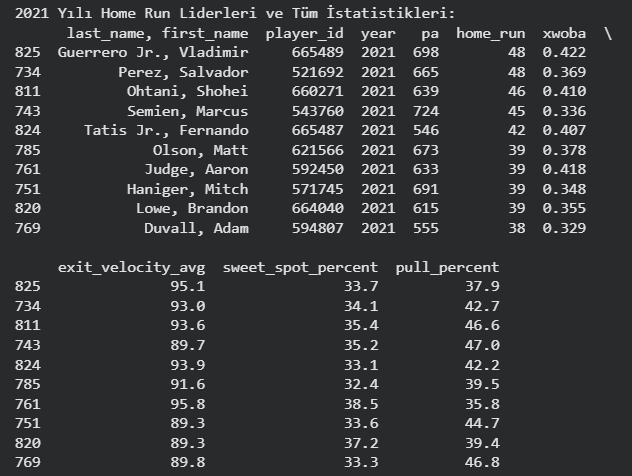 2021 Yılı Home Run Liderleri ve Tüm İstatistikleri:
last_name, first_name player_id year pa home_run xwoba \
825 Guerrero Jr., Vladimir 665489 2021 698 48 0.422
734 Perez, Salvador 521692 2021 665 48 0.369
811 Ohtani, Shohei 660271 2021 639 46 0.410
743 Semien, Marcus 543760 2021 724 45 0.336
824 Tatis Jr., Fernando 665487 2021 546 42 0.407
785 Olson, Matt 621566 2021 673 39 0.378
761 Judge, Aaron 592450 2021 633 39 0.418
751 Haniger, Mitch 571745 2021 691 39 0.348
820 Lowe, Brandon 664040 2021 615 39 0.355
769 Duvall, Adam 594807 2021 555 38 0.329
exit_velocity_avg sweet_spot_percent pull_percent
825 95.1 33.7 37.9
734 93.0 34.1 42.7
811 93.6 35.4 46.6
743 89.7 35.2 47.0
824 93.9 33.1 42.2
785 91.6 32.4 39.5
761 95.8 38.5 35.8
751 89.3 33.6 44.7
820 89.3 37.2 39.4
769 89.8 33.3 46.8